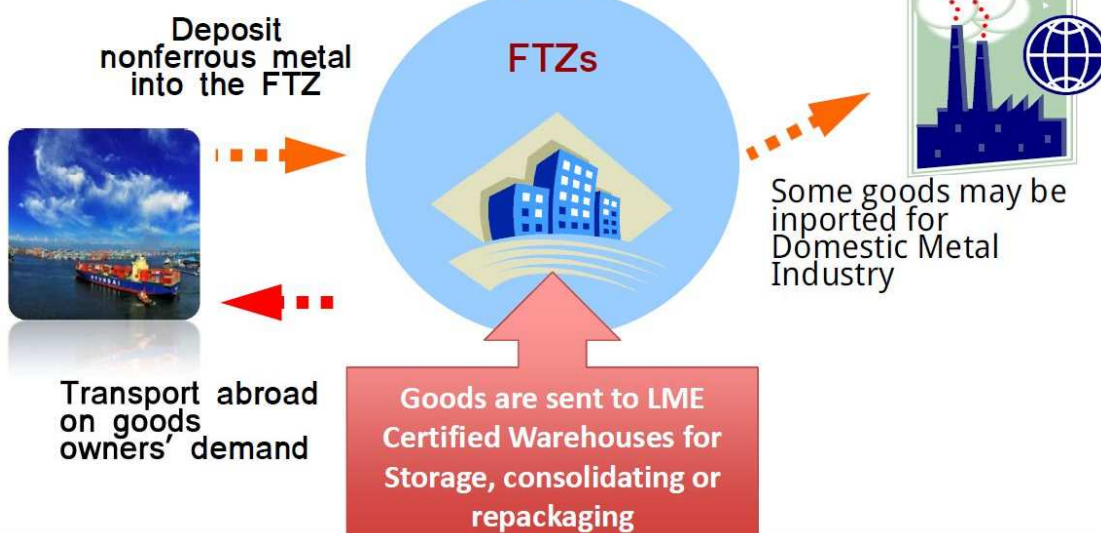 Deposit
nonferrous metal
into the FTZ
FTZs
Some goods may be
inported for
Domestic Metal
Industry
Transport abroad
on goods
owners' demand
Goods are sent to LME
Certified Warehouses for
Storage, consolidating or
repackaging